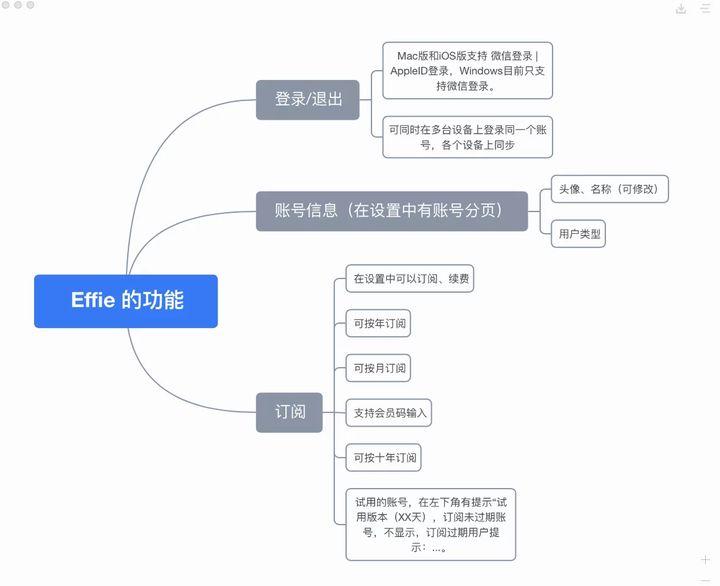 Mac版和iOS版支持 微信登录 |
AppleID登录，Windows目前只支
持微信登录。
登录/退出
可同时在多台设备上登录同一个账
号，各个设备上同步
头像、名称（可修改）
账号信息（在设置中有账号分页）
用户类型
Effie 的功能
在设置中可以订阅、续费
可按年订阅
可按月订阅
订阅
支持会员码输入
可按十年订阅
试用的账号，在左下角有提示“试
用版本（XX天），订阅未过期账
号，不显示，订阅过期用户提
示：...。